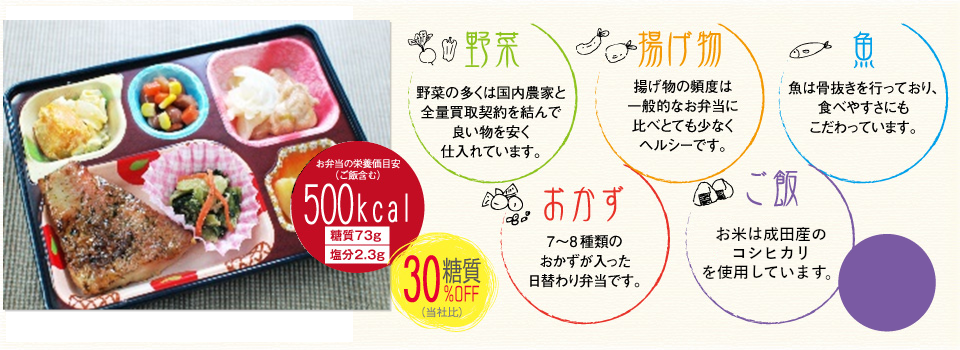 お弁当の栄養価目安
（ご飯含む）
500kcal
糖質73g
塩分2.3g
糖質
30%OFF
（当社比）
野菜
野菜の多くは国内農家と
全量買取契約を結んで
良い物を安く
仕入れています。
揚げ物
揚げ物の頻度は
一般的なお弁当に
比べとても少なく
ヘルシーです。
魚
魚は骨抜きを行っており、
食べやすさにも
こだわっています。
おかず
7〜8種類の
おかずが入った
日替わり弁当です。
ご飯
お米は成田産の
コシヒカリ
を使用しています。